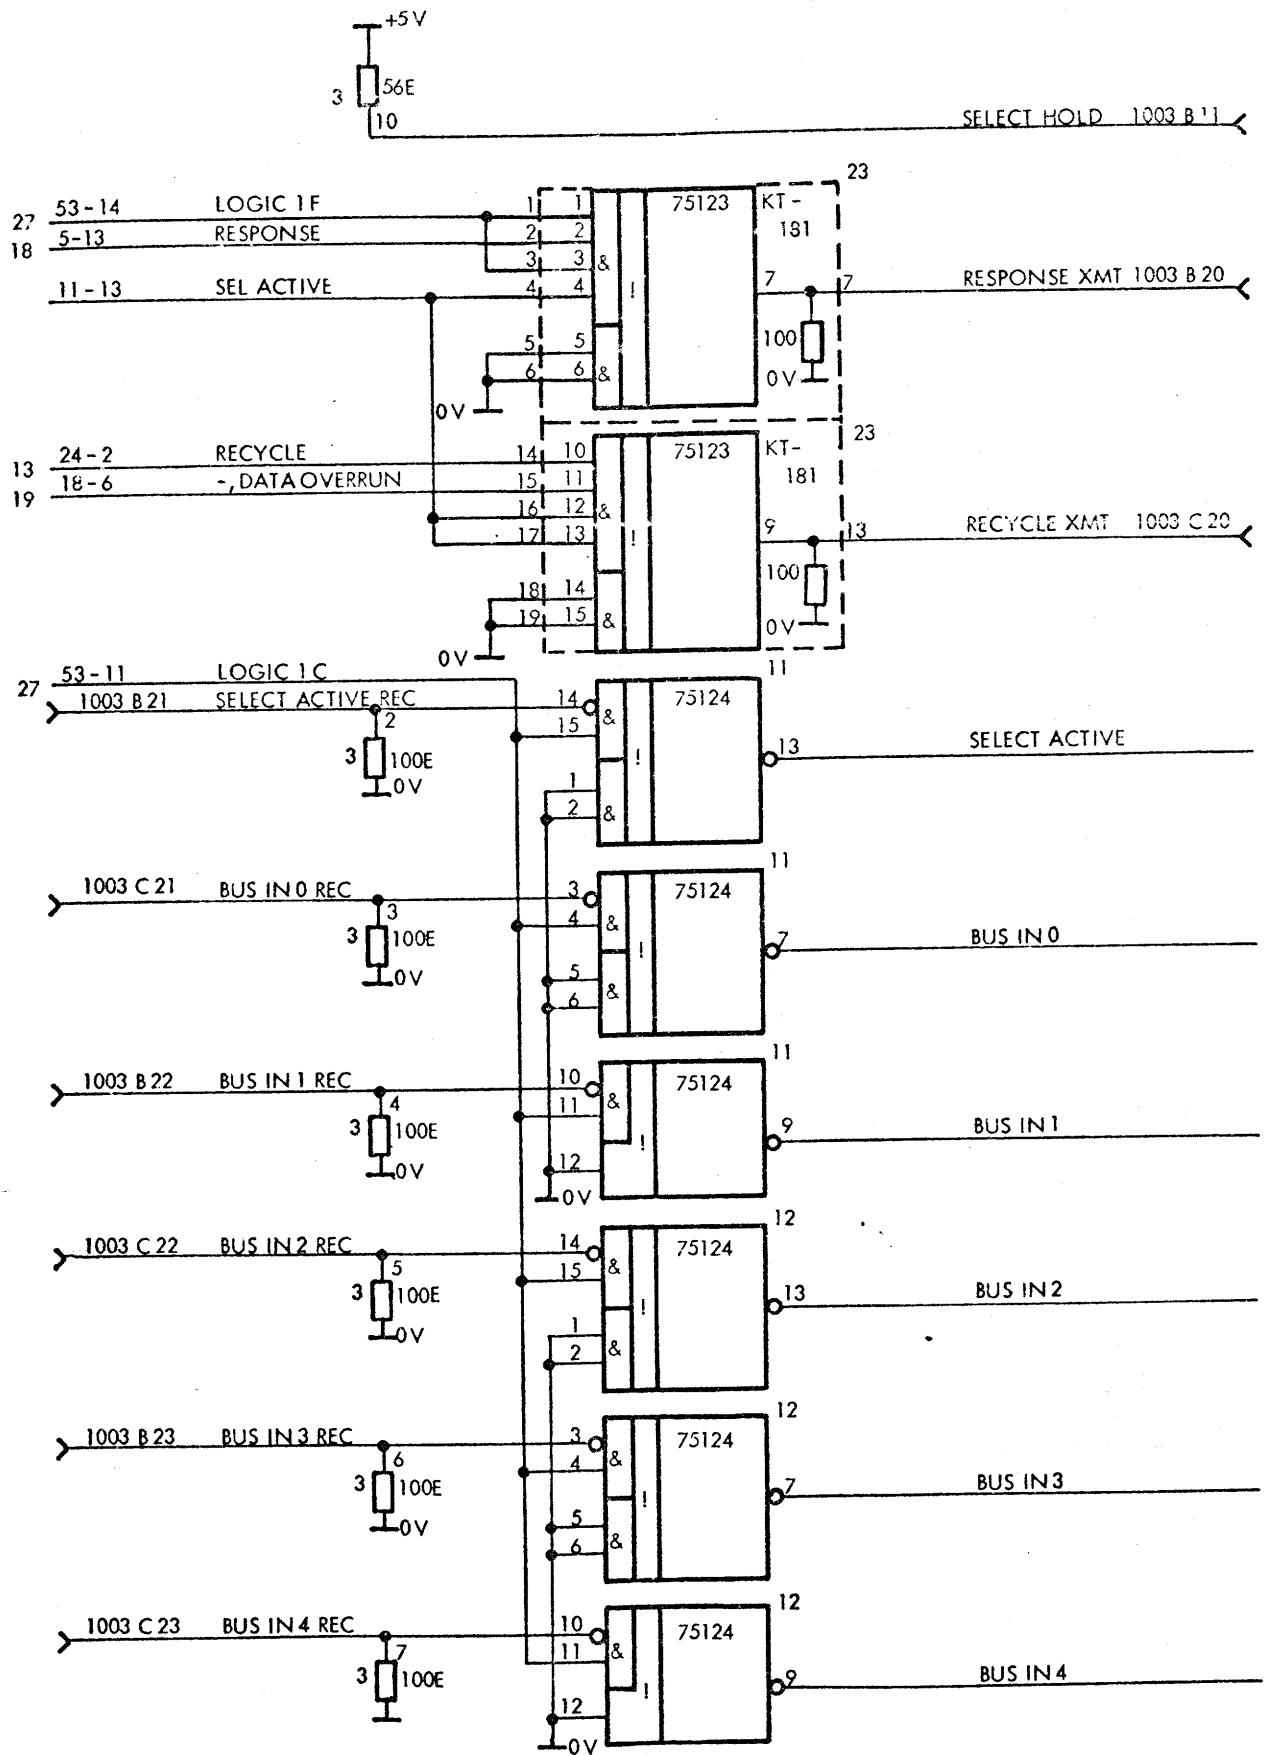 +5V
3 56E
10
SELECT HOLD 1003 B 11
23
27 53-14 LOGIC 1F 1 1 75123 KT-
181
18 5-13 RESPONSE 2 2
3 3 &
11-13 SEL ACTIVE 4 4 ! 7 7 RESPONSE XMT 1003 B 20
5 5 100
6 6 & 0V
0V
23
13 24-2 RECYCLE 14 10 75123 KT-
181
19 18-6 -,DATA OVERRUN 15 11
16 12 &
17 13 ! 9 13 RECYCLE XMT 1003 C 20
18 14 100
19 15 & 0V
0V
27 53-11 LOGIC 1C 11
1003 B 21 SELECT ACTIVE REC 14 & 75124
2 15
3 100E ! 13 SELECT ACTIVE
0V 1
2 &
11
1003 C 21 BUS IN 0 REC 3 75124
3 4 &
3 100E ! 7 BUS IN 0
0V 5
6 &
11
1003 B 22 BUS IN 1 REC 10 75124
4 11 &
3 100E ! 9 BUS IN 1
0V 12
0V
12
1003 C 22 BUS IN 2 REC 14 75124
5 15 &
3 100E ! 13 BUS IN 2
0V 1
2 &
12
1003 B 23 BUS IN 3 REC 3 75124
6 4 &
3 100E ! 7 BUS IN 3
0V 5
6 &
12
1003 C 23 BUS IN 4 REC 10 75124
7 11 &
3 100E ! 9 BUS IN 4
12
0V